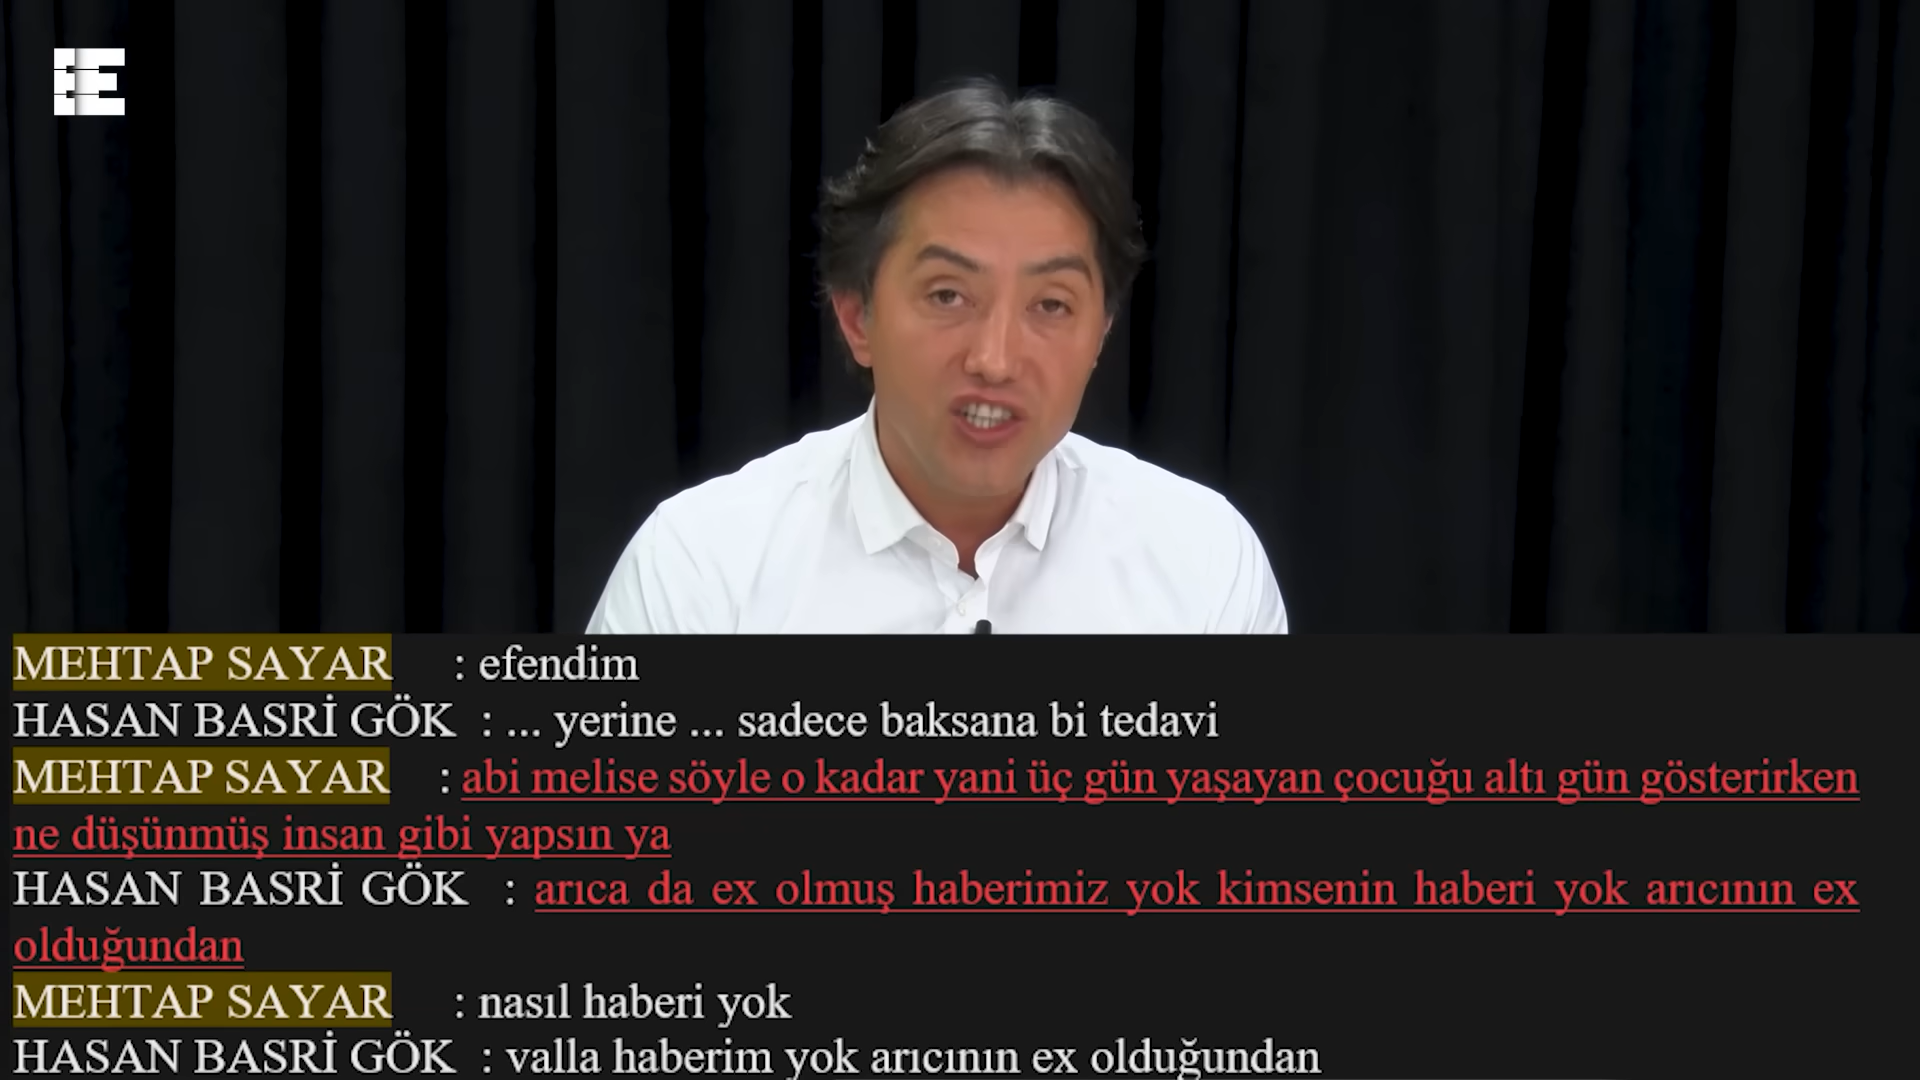 E
MEHTAP SAYAR : efendim
HASAN BASRİ GÖK : ... yerine ... sadece baksana bi tedavi
MEHTAP SAYAR : abi melise söyle o kadar yani üç gün yaşayan çocuğu altı gün gösterirken
ne düşünmüş insan gibi yapsın ya
HASAN BASRİ GÖK : arıca da ex olmuş haberimiz yok kimsenin haberi yok arıcının ex
olduğundan
MEHTAP SAYAR : nasıl haberi yok
HASAN BASRİ GÖK : valla haberim yok arıcının ex olduğundan